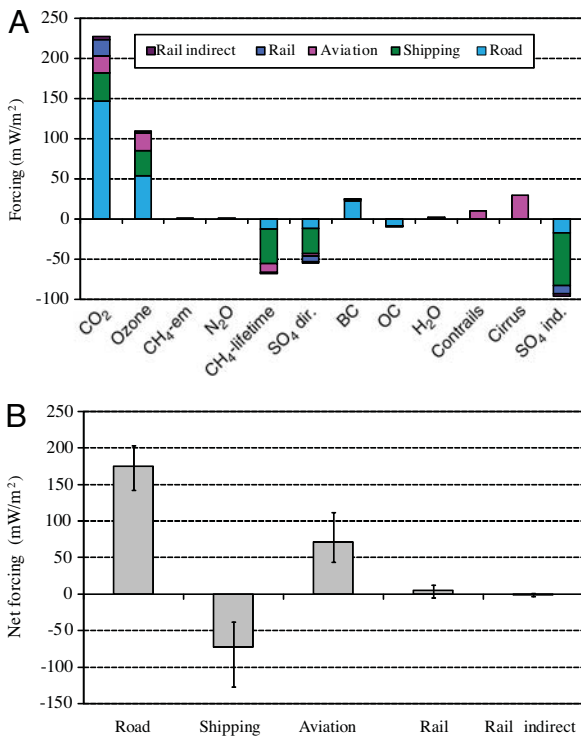 A
250
200
150
100
50
0
-50
-100
Forcing (m W/m²)
Rail indirect Rail Aviation Shipping Road
CO₂ Ozone CH₄-em N₂O CH₄-lifetime SO₄ dir. BC OC H₂O Contrails Cirrus SO₄ ind.
B
250
200
150
100
50
0
-50
-100
-150
Net forcing (mW/m²)
Road Shipping Aviation Rail Rail indirect